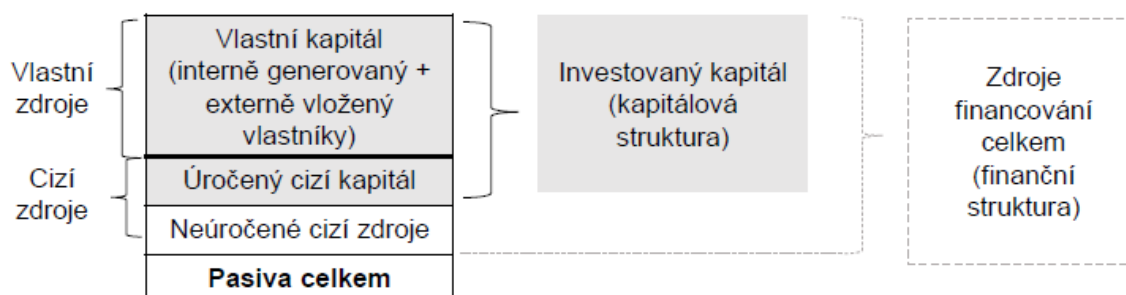 Vlastní
zdroje
Cizí
zdroje
Vlastní kapitál
(interně generovaný +
externě vložený
vlastníky)
Úročený cizí kapitál
Neúročené cizí zdroje
Pasiva celkem
Investovaný kapitál
(kapitálová
struktura)
Zdroje
financování
celkem
(finanční
struktura)